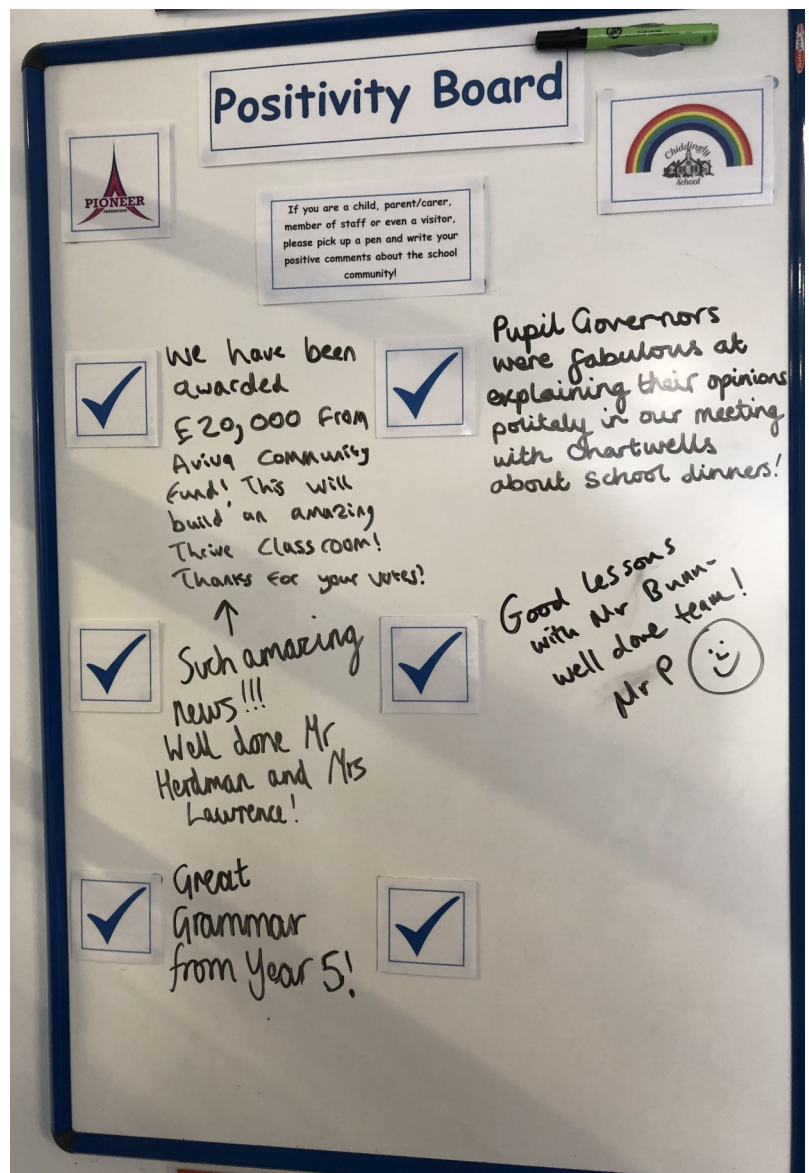 Positivity Board
PIONEER
FEDERATION
Chiddingly
School
If you are a child, parent/carer,
member of staff or even a visitor,
please pick up a pen and write your
positive comments about the school
community!
We have been
awarded
£20,000 from
Aviva Community
Fund! This will
build an amazing
Thrive Classroom!
Thanks for your votes!
Pupil Governors
were fabulous at
explaining their opinions
politely in our meeting
with Chartwells
about school dinners!
Such amazing
news!!!
Well done Mr
Herdman and Mrs
Lawrence!
Good lessons
with Mr Bunn-
well done team!
Mr P
Great
Grammar
from Year 5!